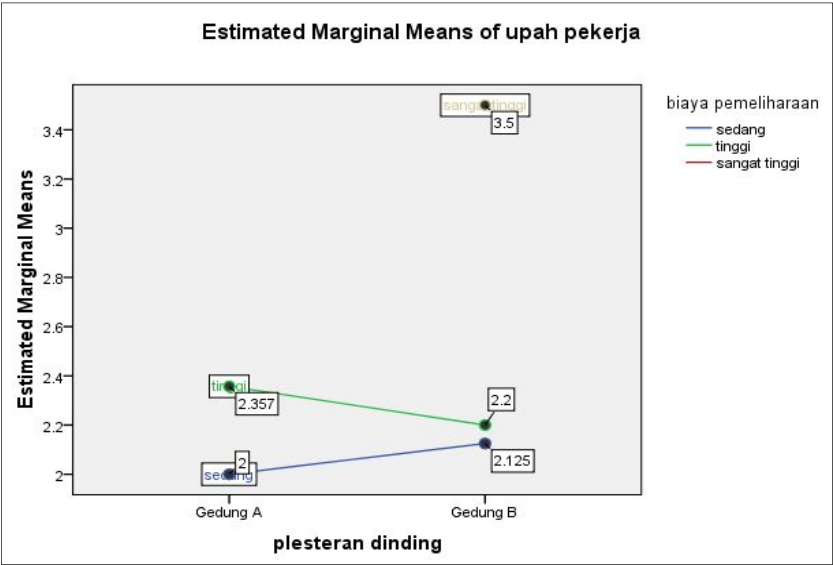 Estimated Marginal Means of upah pekerja
biaya pemeliharaan
sedang
tinggi
sangat tinggi
Estimated Marginal Means
3.4
3.2
3
2.8
2.6
2.4
2.2
2
sangat tinggi
3.5
tinggi
2.357
2.2
2
sedang
2.125
Gedung A
Gedung B
plesteran dinding